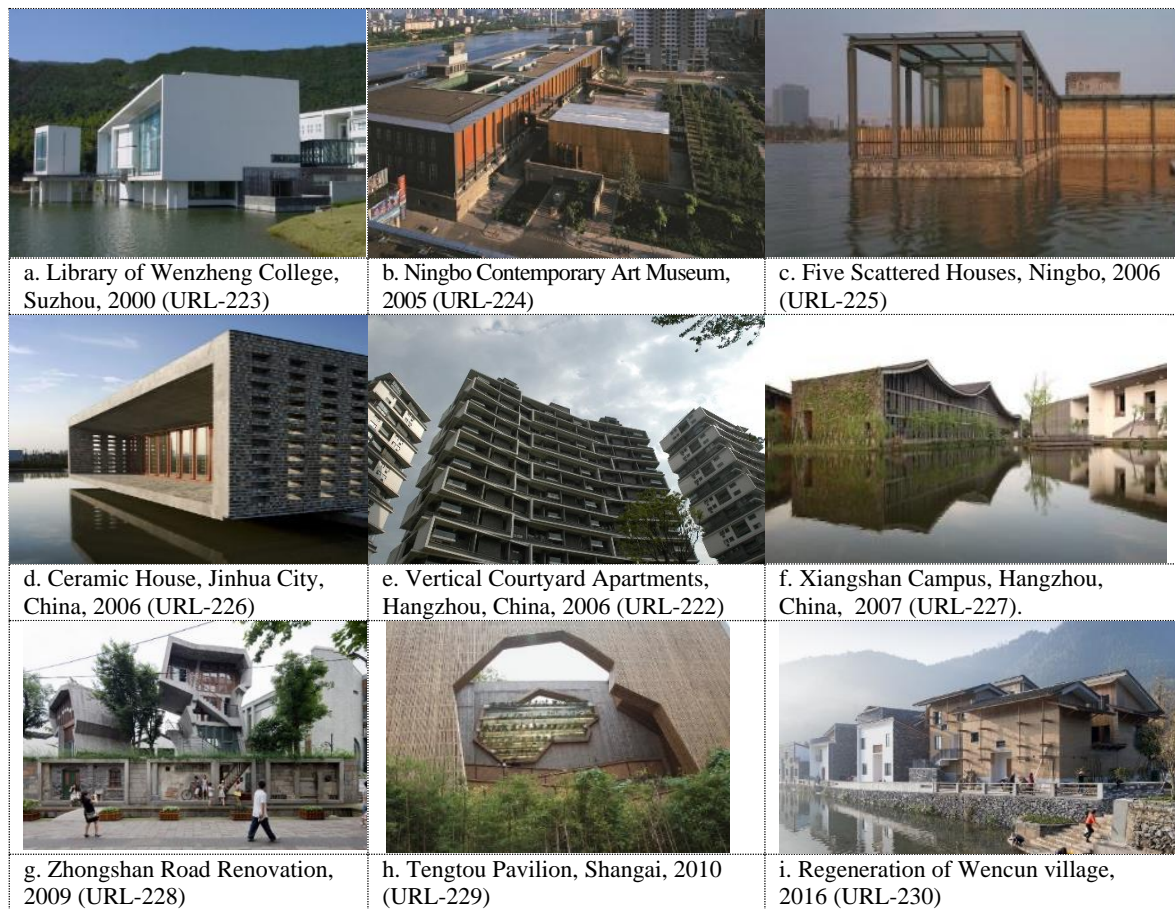 a. Library of Wenzheng College,
Suzhou, 2000 (URL-223)
b. Ningbo Contemporary Art Museum,
2005 (URL-224)
c. Five Scattered Houses, Ningbo, 2006
(URL-225)
d. Ceramic House, Jinhua City,
China, 2006 (URL-226)
e. Vertical Courtyard Apartments,
Hangzhou, China, 2006 (URL-222)
f. Xiangshan Campus, Hangzhou,
China, 2007 (URL-227).
g. Zhongshan Road Renovation,
2009 (URL-228)
h. Tengtou Pavilion, Shangai, 2010
(URL-229)
i. Regeneration of Wencun village,
2016 (URL-230)